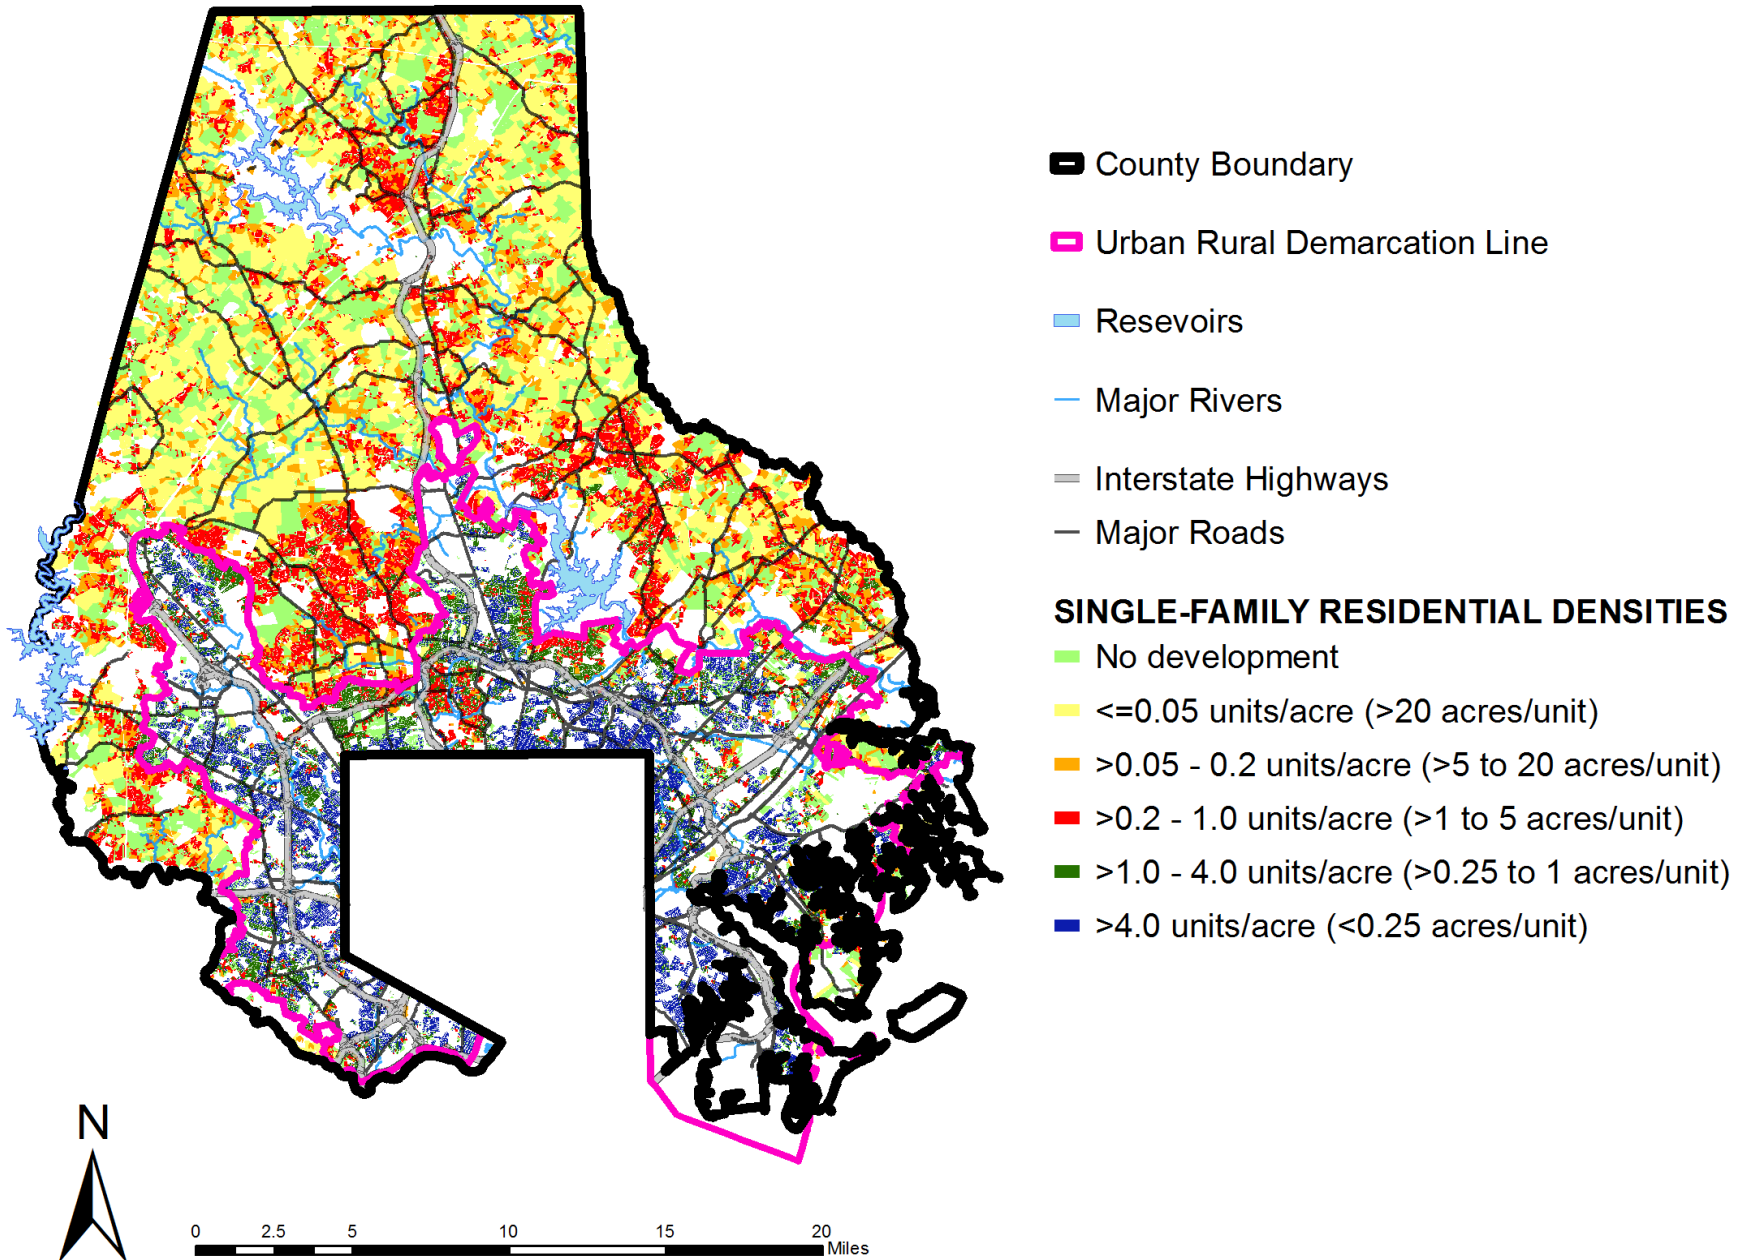 County Boundary
Urban Rural Demarcation Line
Resevoirs
Major Rivers
Interstate Highways
Major Roads
SINGLE-FAMILY RESIDENTIAL DENSITIES
No development
<=0.05 units/acre (>20 acres/unit)
>0.05 - 0.2 units/acre (>5 to 20 acres/unit)
>0.2 - 1.0 units/acre (>1 to 5 acres/unit)
>1.0 - 4.0 units/acre (>0.25 to 1 acres/unit)
>4.0 units/acre (<0.25 acres/unit)
N
0 2.5 5 10 15 20
Miles